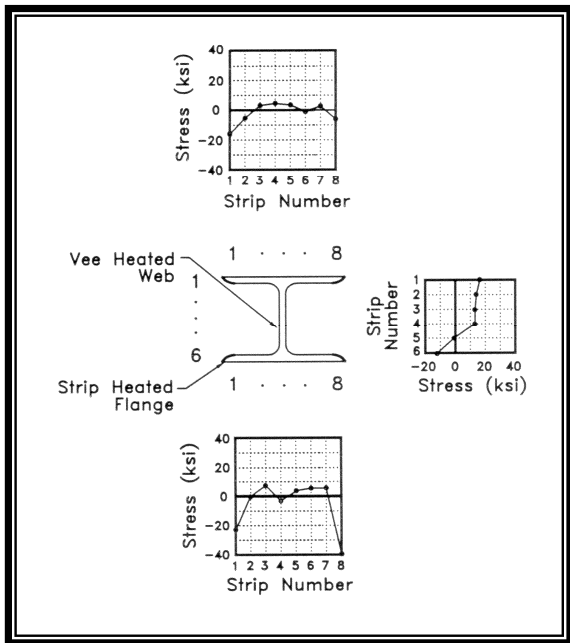 40
20
0
-20
-40
Stress (ksi)
1 2 3 4 5 6 7 8
Strip Number
Vee Heated
Web
1 · · · 8
1
·
·
·
6
Strip Heated
Flange
1 · · · 8
Strip
Number
1
2
3
4
5
6
-20 0 20 40
Stress (ksi)
40
20
0
-20
-40
Stress (ksi)
1 2 3 4 5 6 7 8
Strip Number